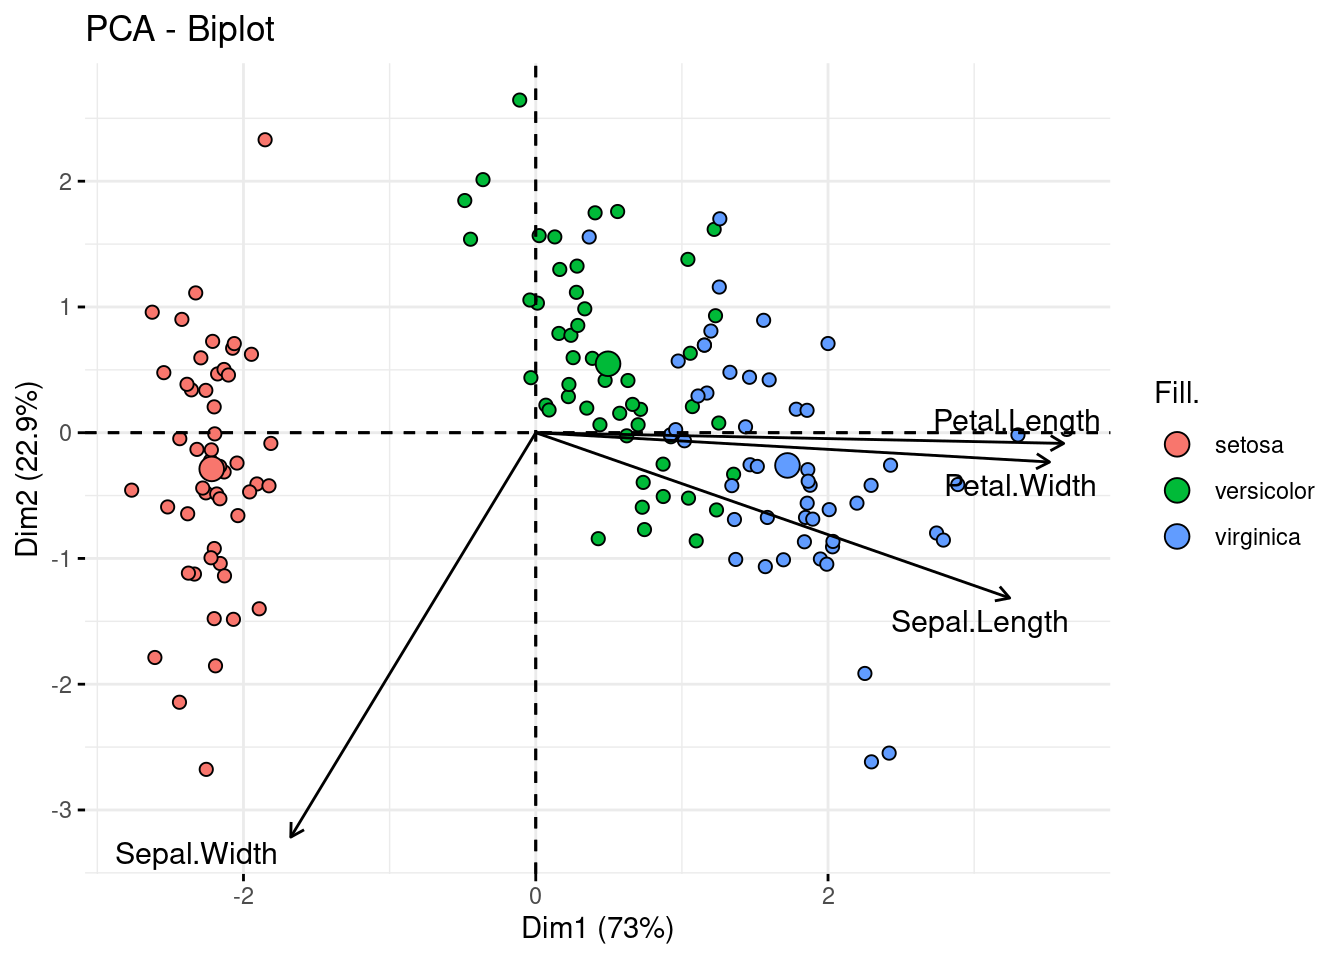 PCA - Biplot
Dim2 (22.9%)
2
1
0
-1
-2
-3
Petal.Length
Petal.Width
Sepal.Length
Sepal.Width
-2
0
2
Dim1 (73%)
Fill.
setosa
versicolor
virginica